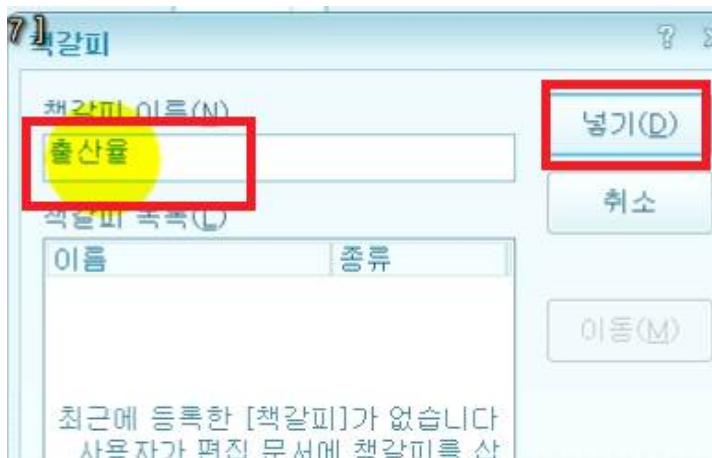 7]
책갈피
책갈피 이름(N)
넣기(D)
출산율
취소
책갈피 목록(L)
이름 종류
이동(M)
최근에 등록한 [책갈피]가 없습니다
사용자가 편집 문서에 책갈피를 삽